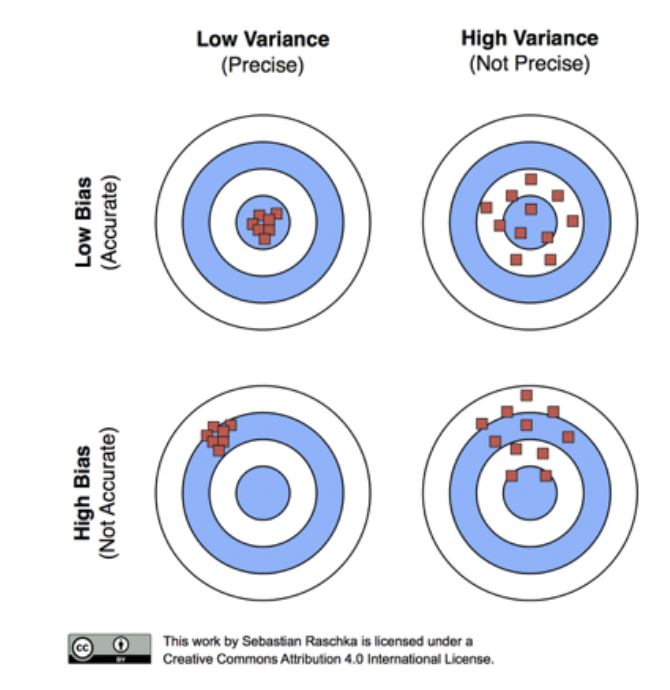 Low Variance
(Precise)
High Variance
(Not Precise)
Low Bias
(Accurate)
High Bias
(Not Accurate)
cc
BY
This work by Sebastian Raschka is licensed under a
Creative Commons Attribution 4.0 International License.